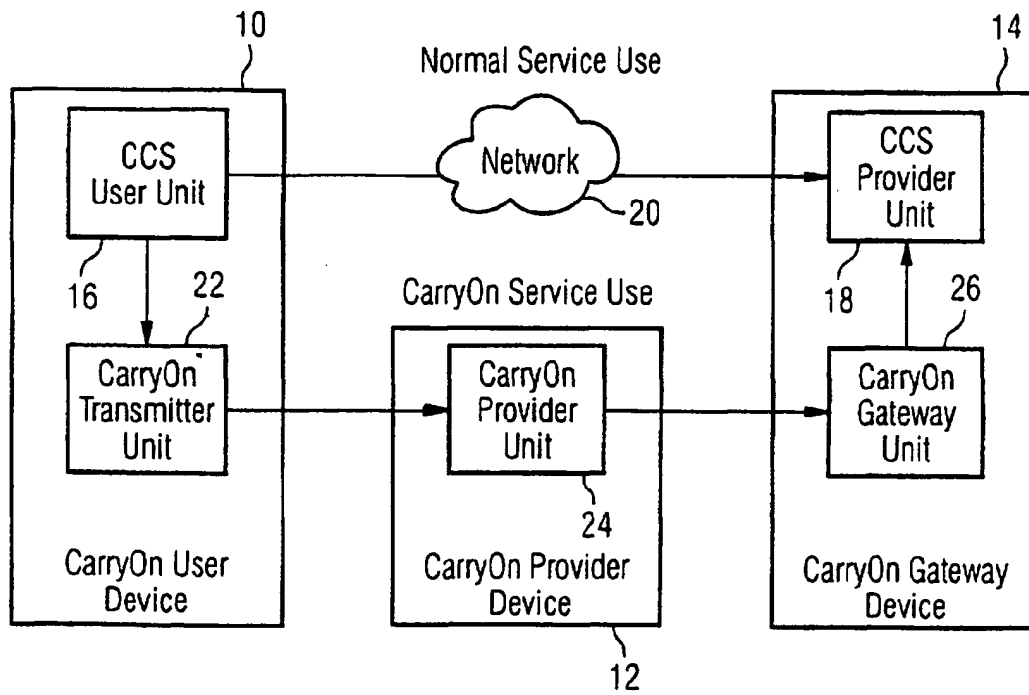 10
Normal Service Use
14
CCS
User Unit
Network
CCS
Provider
Unit
20
16
22
CarryOn Service Use
18
26
CarryOn
Transmitter
Unit
CarryOn
Provider
Unit
CarryOn
Gateway
Unit
24
CarryOn User
Device
CarryOn Provider
Device
CarryOn Gateway
Device
12